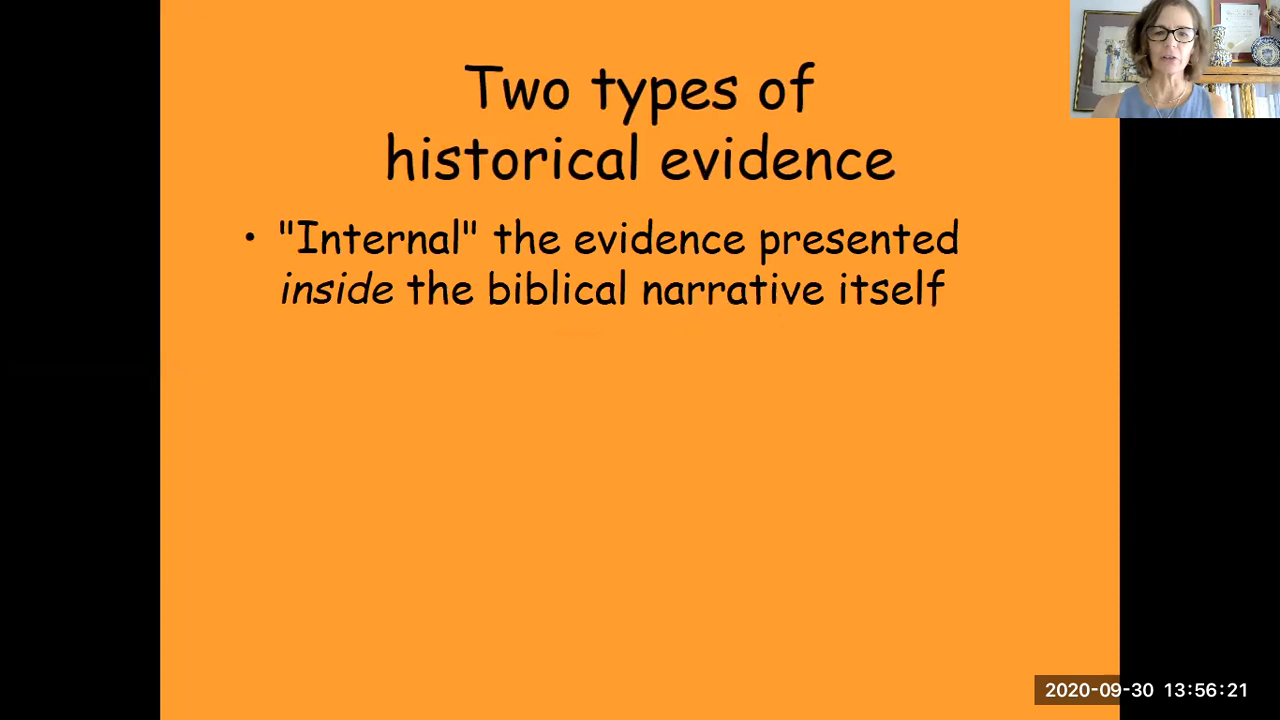 Two types of
historical evidence
• "Internal" the evidence presented
inside the biblical narrative itself
2020-09-30 13:56:21